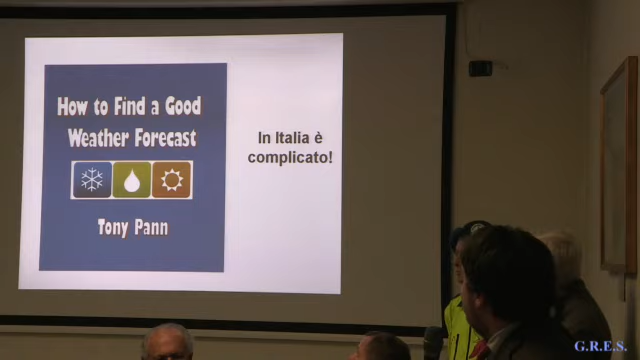 How to Find a Good
Weather Forecast
Tony Pann
In Italia è
complicato!
G.R.E.S.